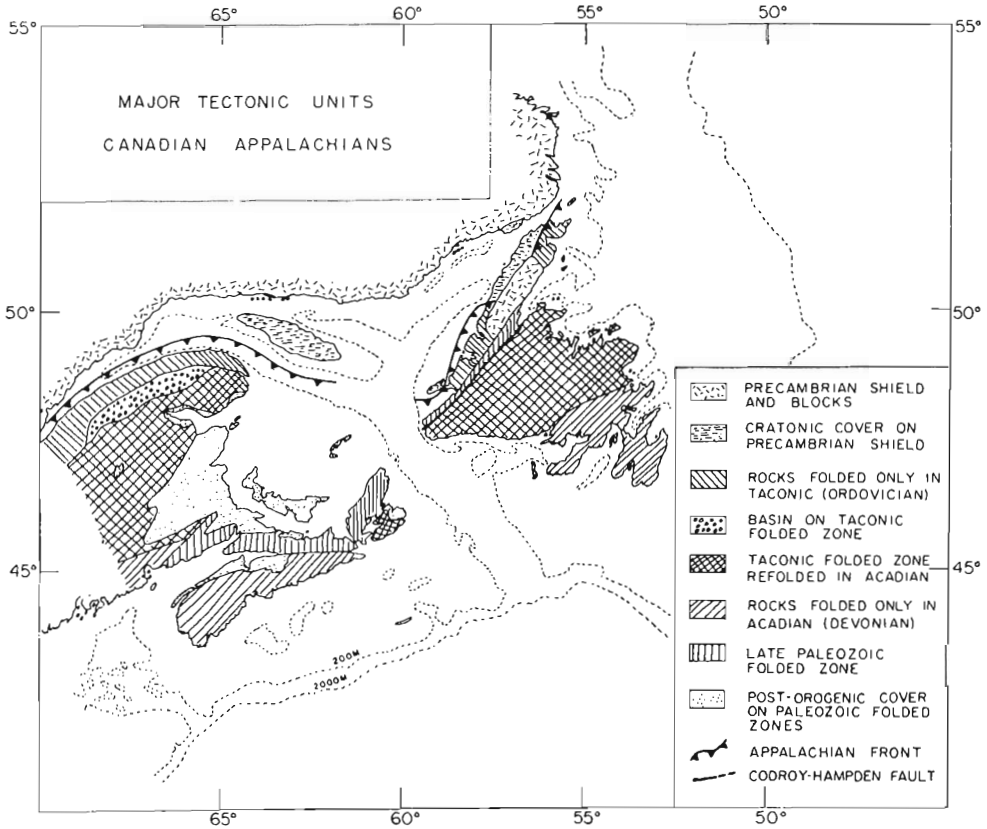 55° 65° 60° 55° 50° 55°
MAJOR TECTONIC UNITS
CANADIAN APPALACHIANS
50° 50°
45° 45°
200M
2000M
PRECAMBRIAN SHIELD
AND BLOCKS
CRATONIC COVER ON
PRECAMBRIAN SHIELD
ROCKS FOLDED ONLY IN
TACONIC (ORDOVICIAN)
BASIN ON TACONIC
FOLDED ZONE
TACONIC FOLDED ZONE
REFOLDED IN ACADIAN
ROCKS FOLDED ONLY IN
ACADIAN (DEVONIAN)
LATE PALEOZOIC
FOLDED ZONE
POST-OROGENIC COVER
ON PALEOZOIC FOLDED
ZONES
APPALACHIAN FRONT
CODROY-HAMPDEN FAULT
65° 60° 55° 50°